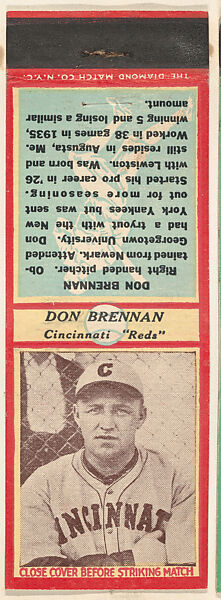 THE DIAMOND MATCH CO. N.Y.C.
DON BRENNAN
Right handed pitcher. Ob-
tained from Newark. Attended
Georgetown University. Don
had a tryout with the New
York Yankees but was sent
out for more seasoning.
Started his pro career in '26
with Lewiston. Was born and
still resides in Augusta, Me.
Worked in 38 games in 1935,
winning 5 and losing a similar
amount.
DON BRENNAN
Cincinnati "Reds"
C
CINCINNAT
CLOSE COVER BEFORE STRIKING MATCH